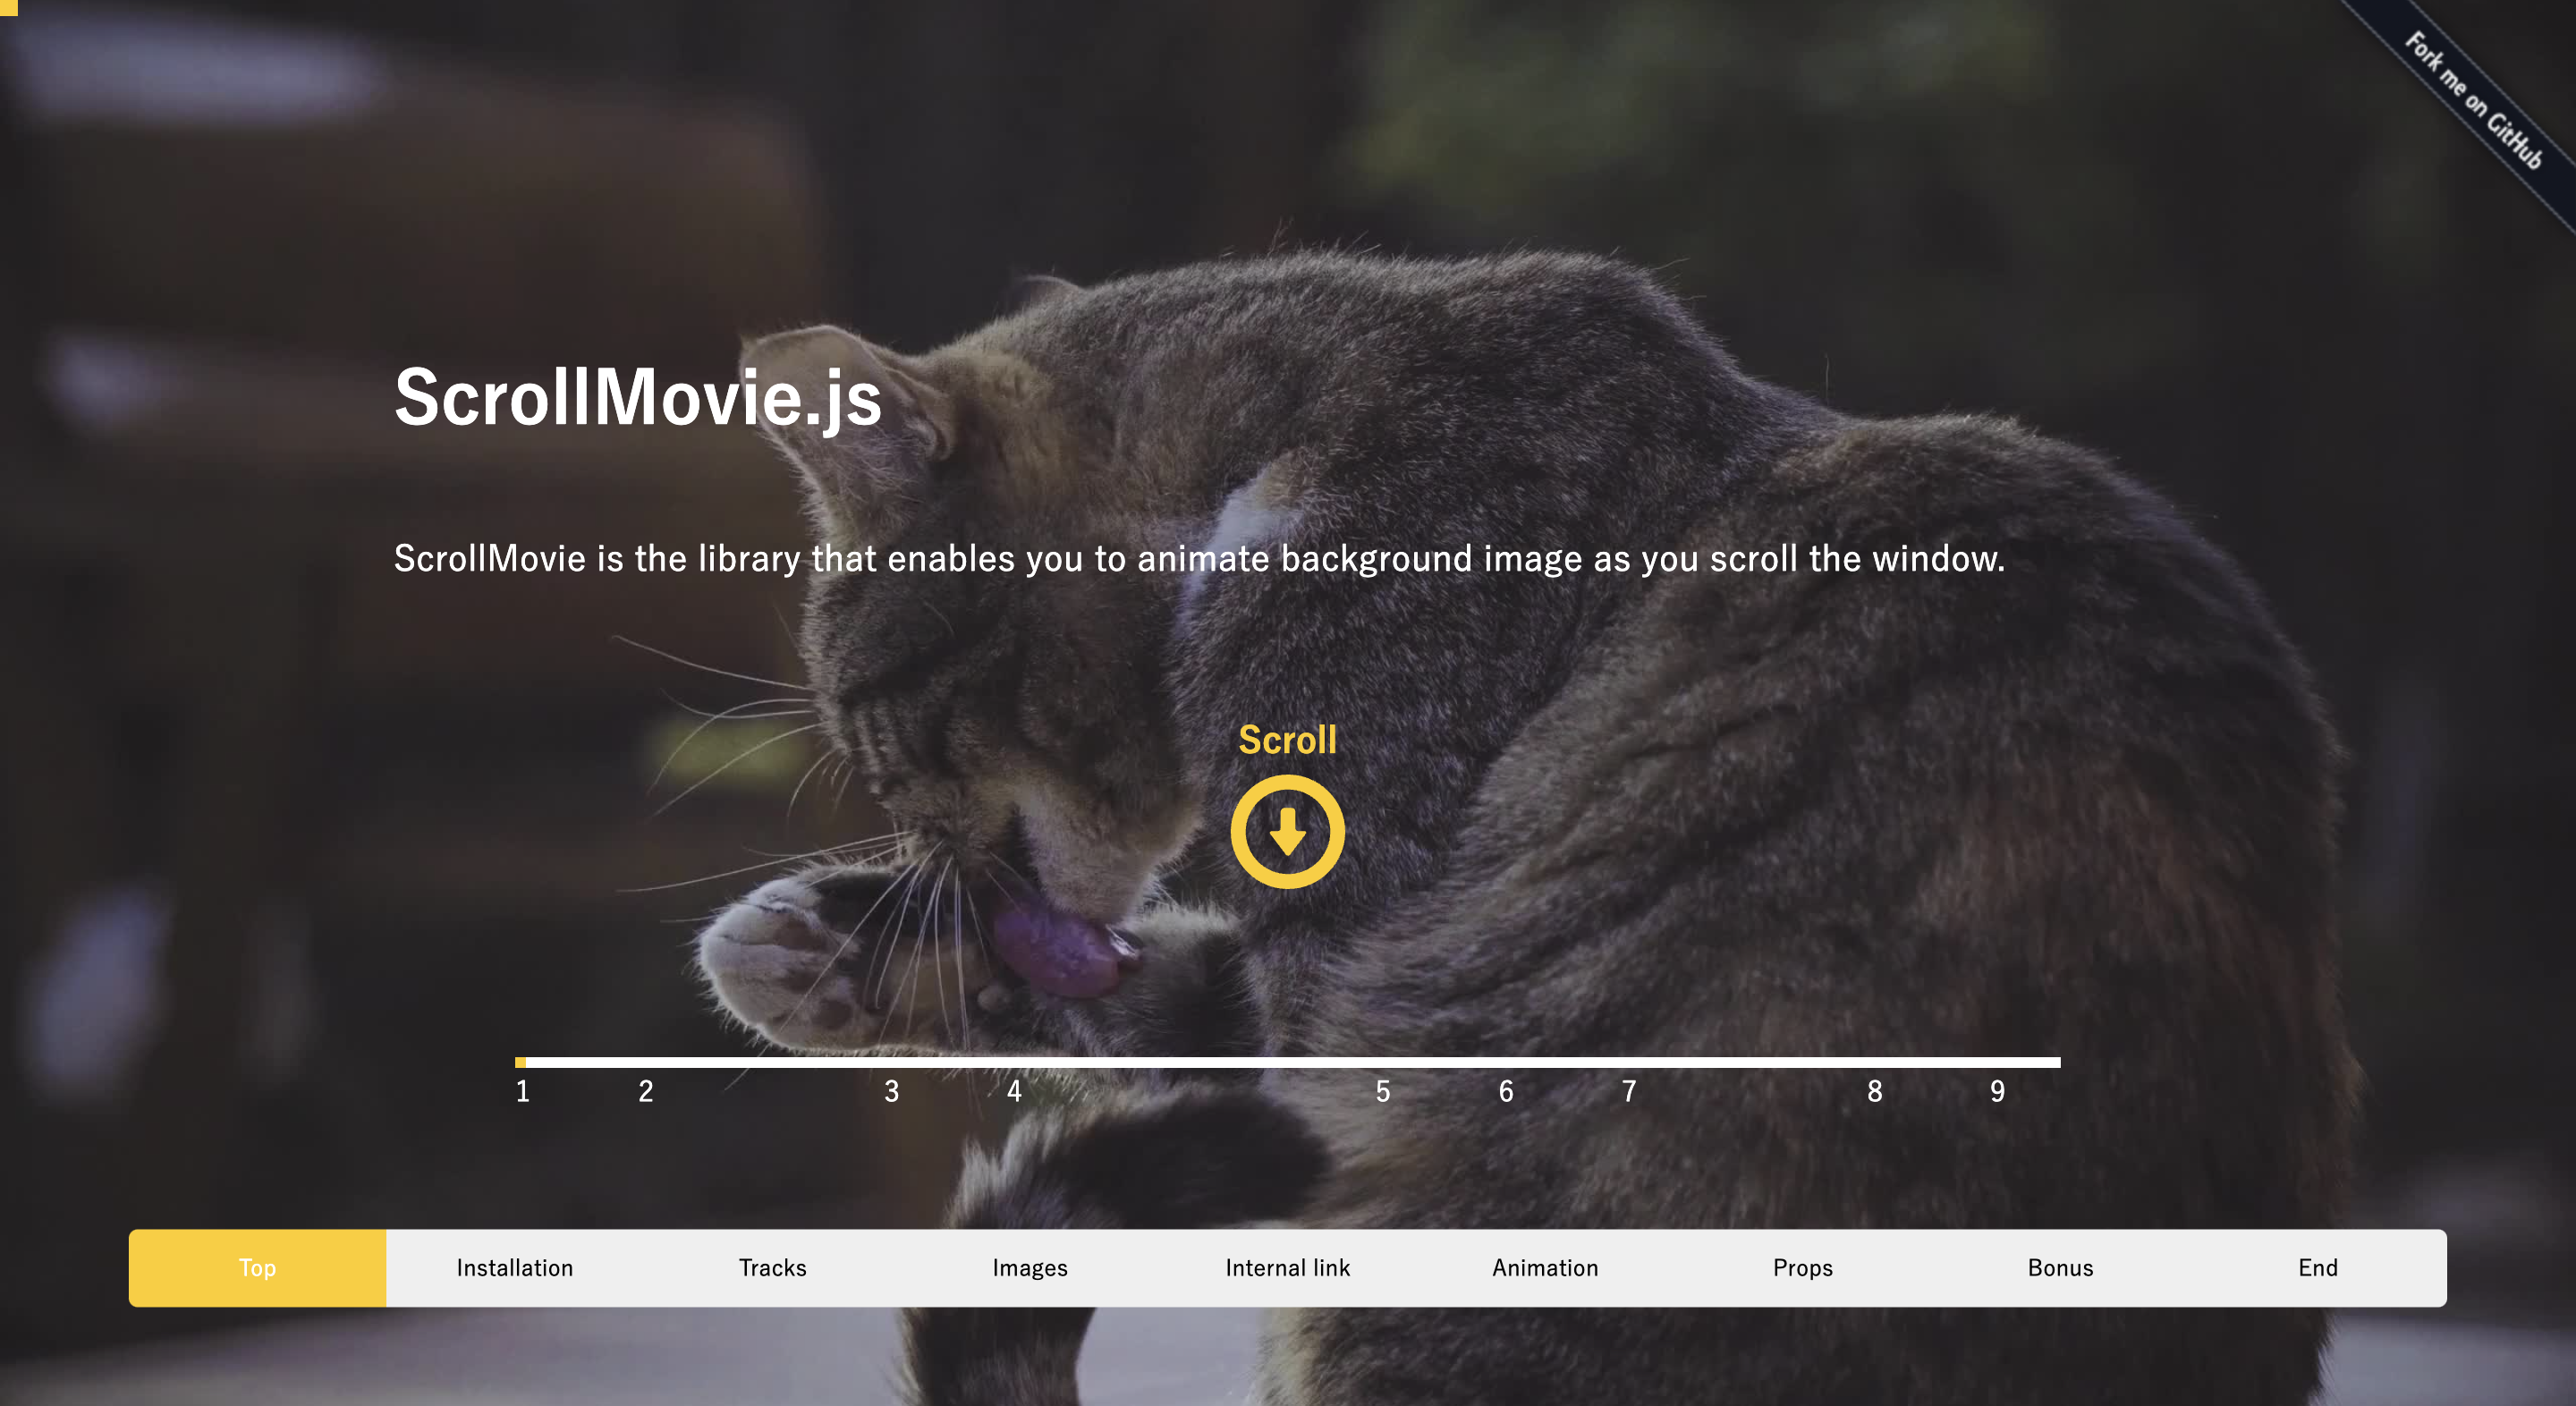 Fork me on GitHub
ScrollMovie.js
ScrollMovie is the library that enables you to animate background image as you scroll the window.
Scroll
1 2 3 4 5 6 7 8 9
Top Installation Tracks Images Internal link Animation Props Bonus End